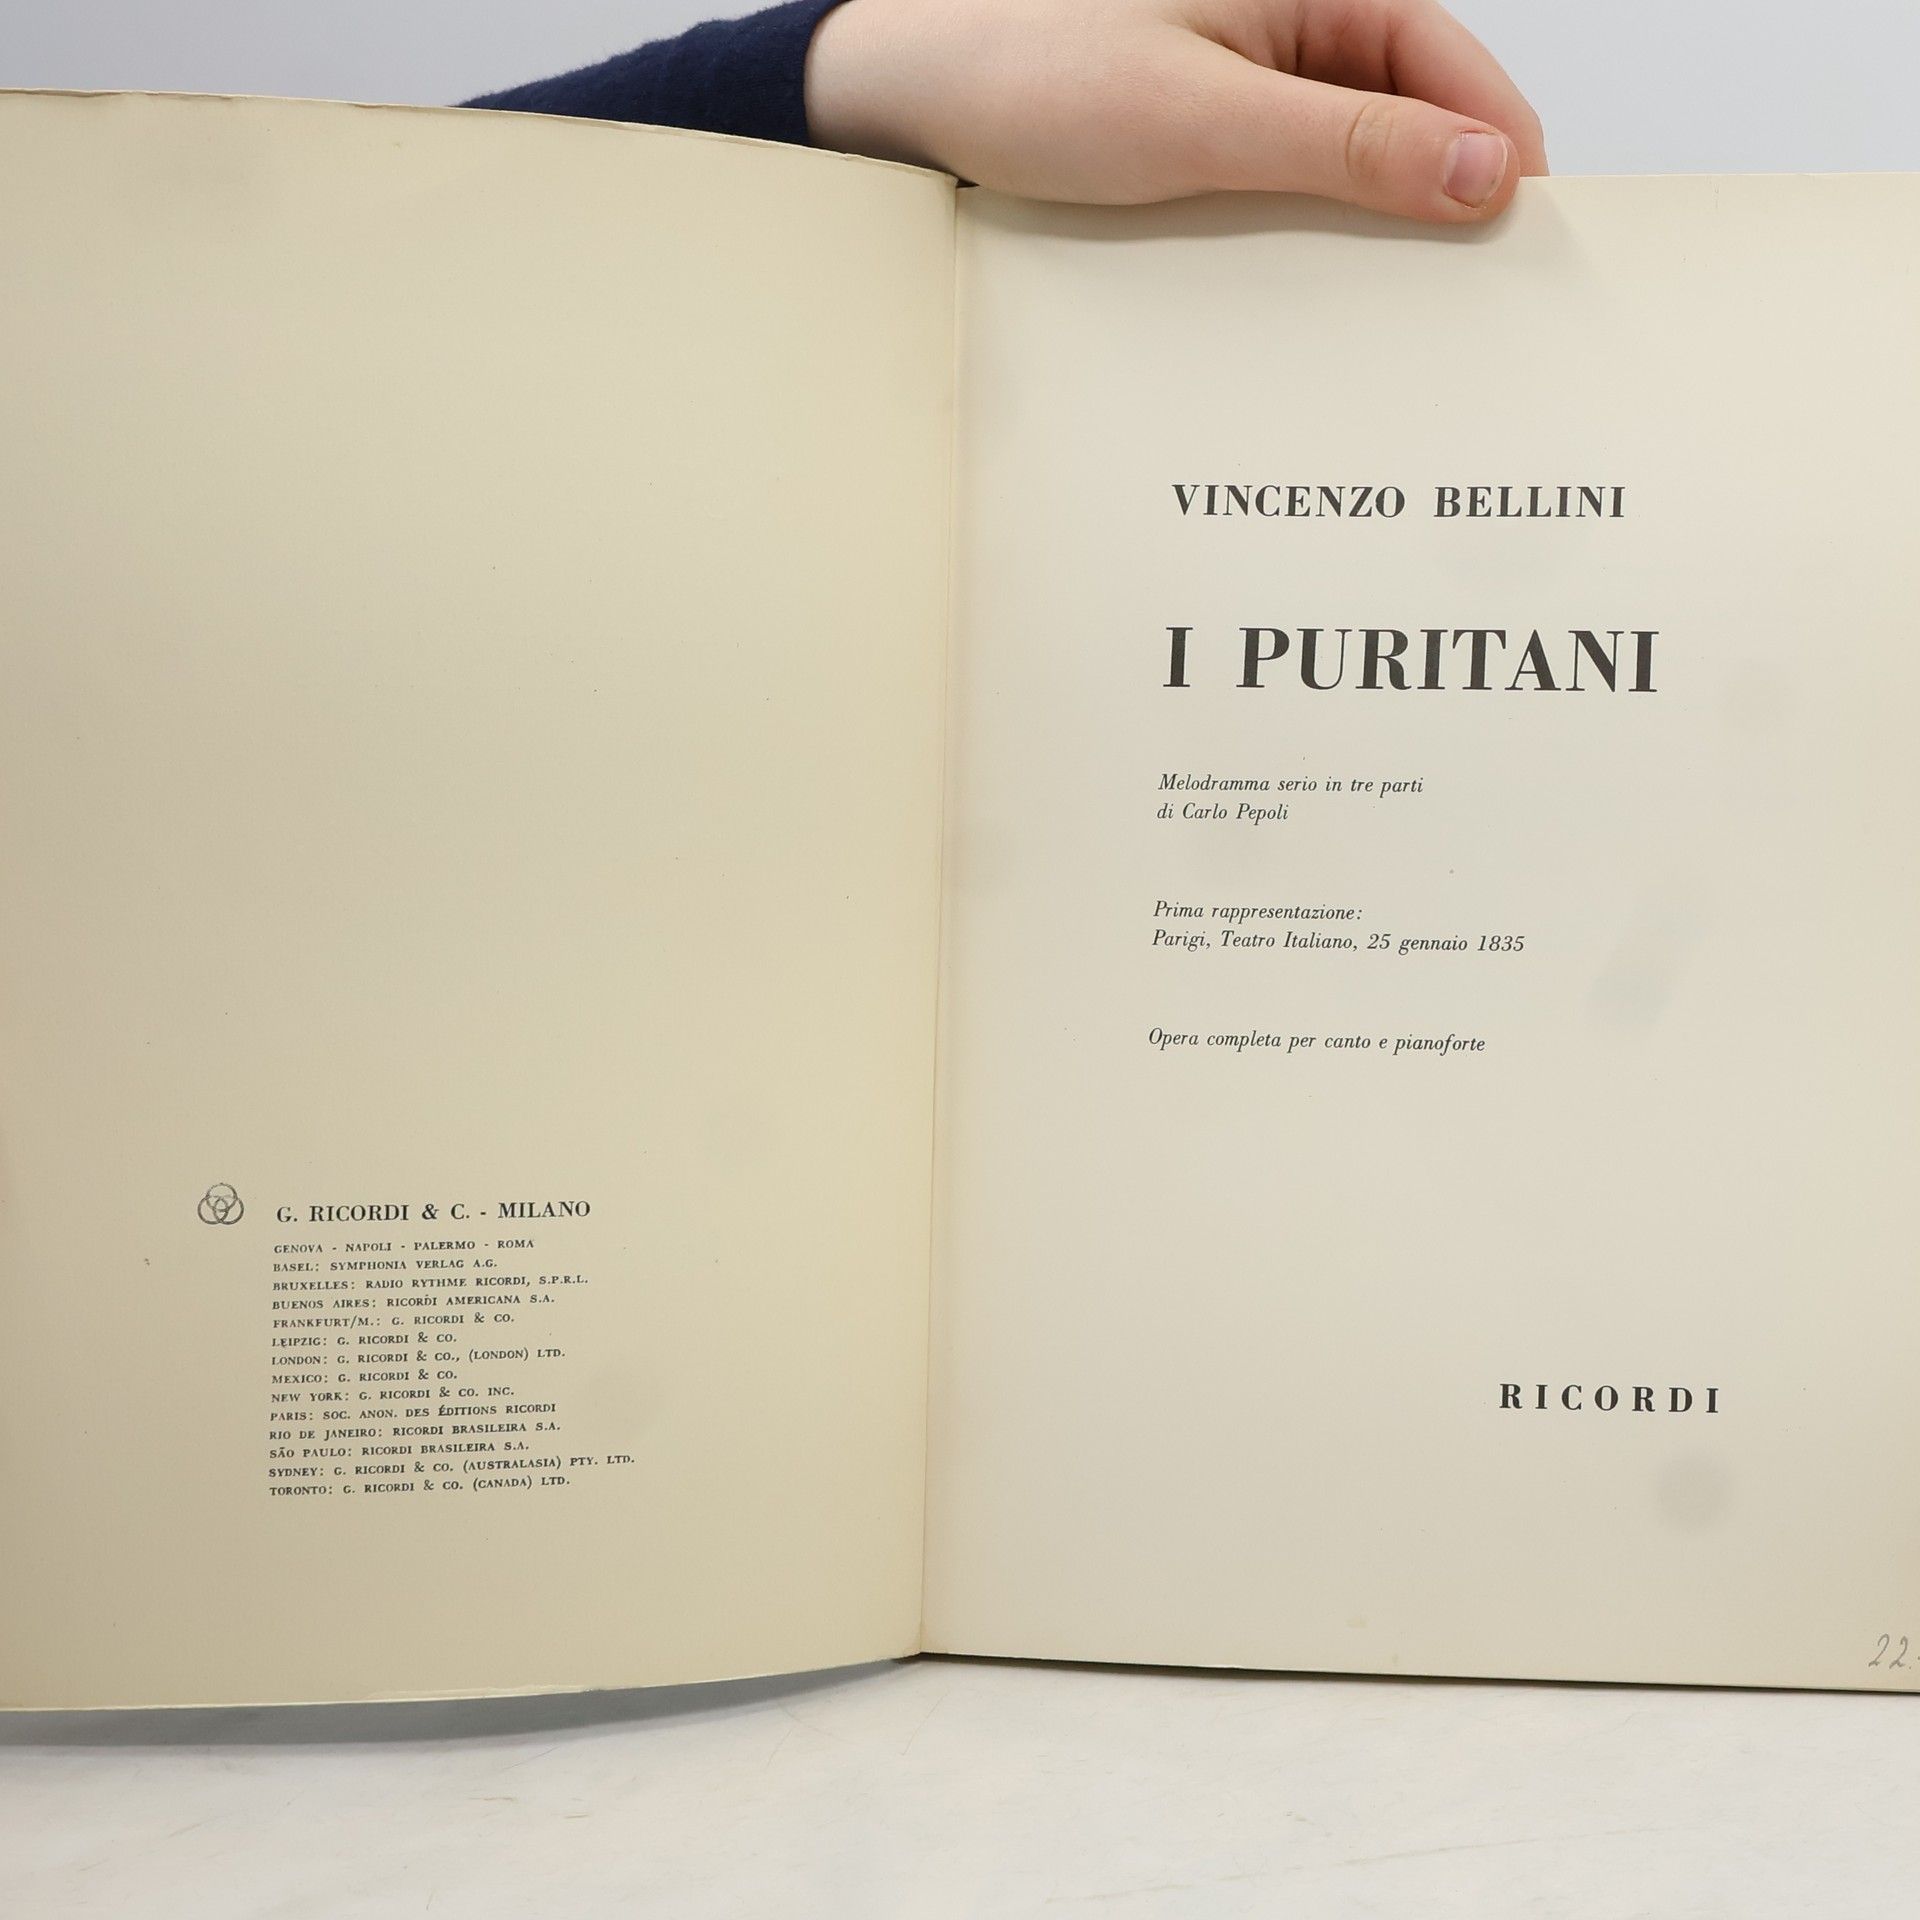 G. RICORDI & C. - MILANO
GENOVA - NAPOLI - PALERMO - ROMA
BASEL: SYMPHONIA VERLAG A.G.
BRUXELLES: RADIO RYTHME RICORDI, S.P.R.L.
BUENOS AIRES: RICORDI AMERICANA S.A.
FRANKFURT/M.: G. RICORDI & CO.
LEIPZIG: G. RICORDI & CO.
LONDON: G. RICORDI & CO., (LONDON) LTD.
MEXICO: G. RICORDI & CO.
NEW YORK: G. RICORDI & CO. INC.
PARIS: SOC. ANON. DES ÉDITIONS RICORDI
RIO DE JANEIRO: RICORDI BRASILEIRA S.A.
SÃO PAULO: RICORDI BRASILEIRA S.A.
SYDNEY: G. RICORDI & CO. (AUSTRALASIA) PTY. LTD.
TORONTO: G. RICORDI & CO. (CANADA) LTD.
VINCENZO BELLINI
I PURITANI
Melodramma serio in tre parti
di Carlo Pepoli
Prima rappresentazione:
Parigi, Teatro Italiano, 25 gennaio 1835
Opera completa per canto e pianoforte
RICORDI
22.